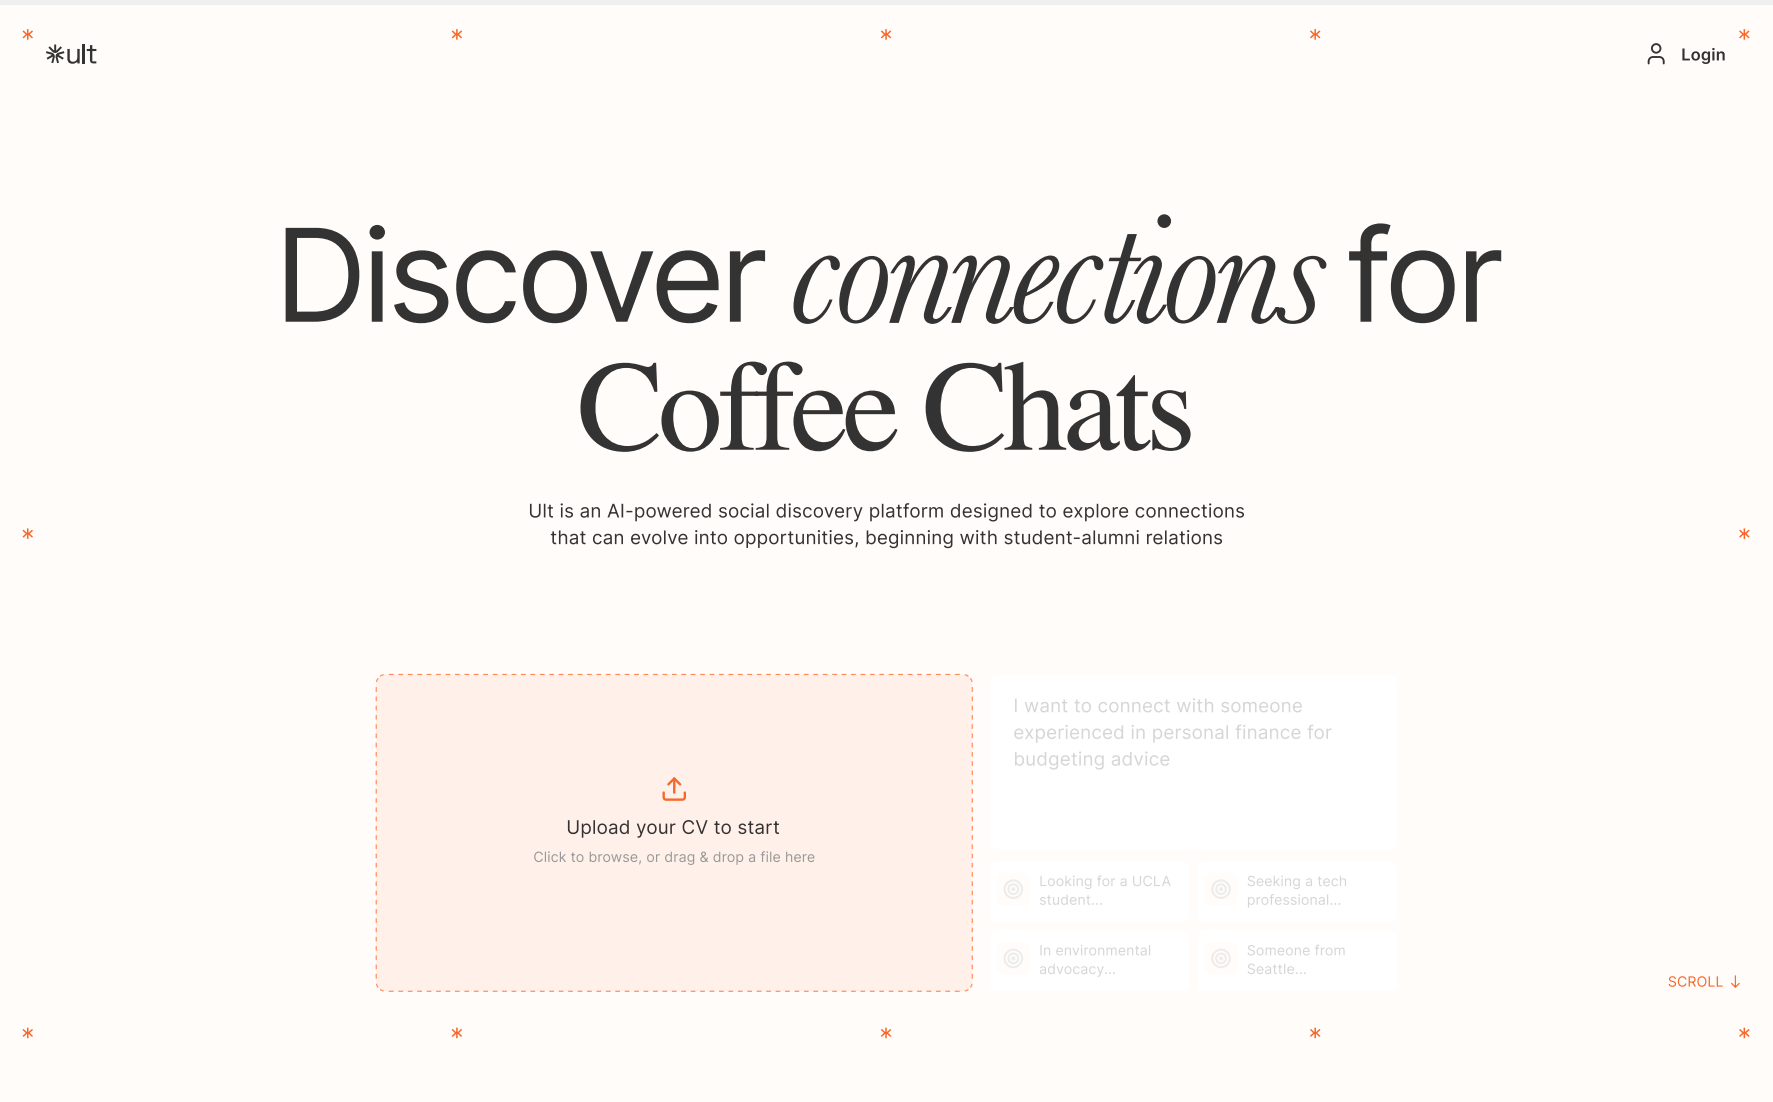 ult
Login
Discover connections for
Coffee Chats
Ult is an AI-powered social discovery platform designed to explore connections
that can evolve into opportunities, beginning with student-alumni relations
Upload your CV to start
Click to browse, or drag & drop a file here
I want to connect with someone
experienced in personal finance for
budgeting advice
Looking for a UCLA
student...
Seeking a tech
professional...
In environmental
advocacy...
Someone from
Seattle...
SCROLL ↓